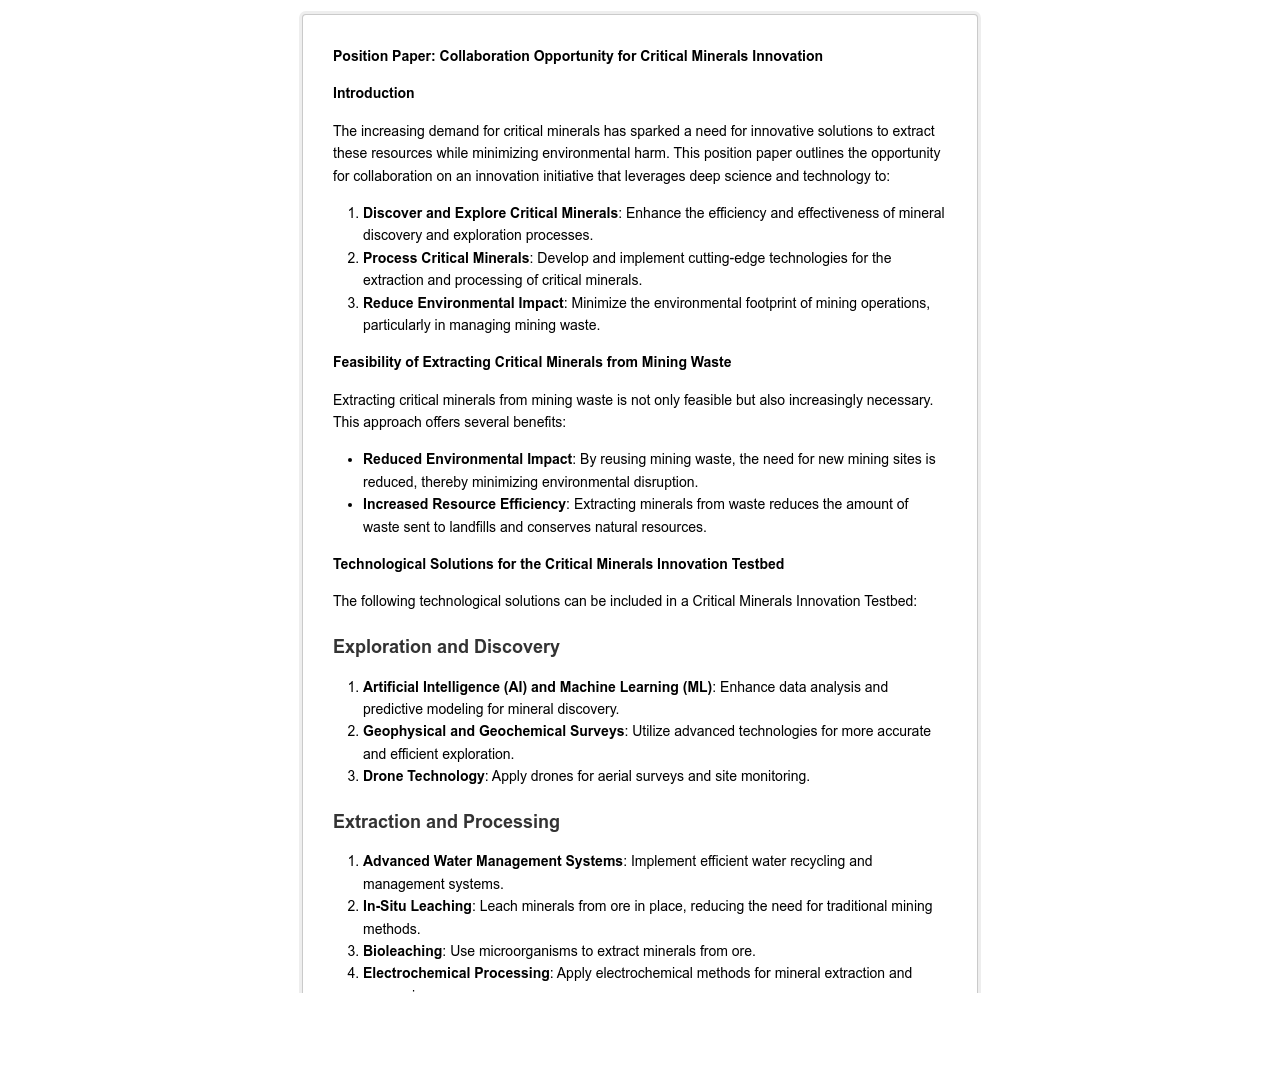 Position Paper: Collaboration Opportunity for Critical Minerals Innovation
Introduction
The increasing demand for critical minerals has sparked a need for innovative solutions to extract
these resources while minimizing environmental harm. This position paper outlines the opportunity
for collaboration on an innovation initiative that leverages deep science and technology to:
1. Discover and Explore Critical Minerals: Enhance the efficiency and effectiveness of mineral
discovery and exploration processes.
2. Process Critical Minerals: Develop and implement cutting-edge technologies for the
extraction and processing of critical minerals.
3. Reduce Environmental Impact: Minimize the environmental footprint of mining operations,
particularly in managing mining waste.
Feasibility of Extracting Critical Minerals from Mining Waste
Extracting critical minerals from mining waste is not only feasible but also increasingly necessary.
This approach offers several benefits:
• Reduced Environmental Impact: By reusing mining waste, the need for new mining sites is
reduced, thereby minimizing environmental disruption.
• Increased Resource Efficiency: Extracting minerals from waste reduces the amount of
waste sent to landfills and conserves natural resources.
Technological Solutions for the Critical Minerals Innovation Testbed
The following technological solutions can be included in a Critical Minerals Innovation Testbed:
Exploration and Discovery
1. Artificial Intelligence (AI) and Machine Learning (ML): Enhance data analysis and
predictive modeling for mineral discovery.
2. Geophysical and Geochemical Surveys: Utilize advanced technologies for more accurate
and efficient exploration.
3. Drone Technology: Apply drones for aerial surveys and site monitoring.
Extraction and Processing
1. Advanced Water Management Systems: Implement efficient water recycling and
management systems.
2. In-Situ Leaching: Leach minerals from ore in place, reducing the need for traditional mining
methods.
3. Bioleaching: Use microorganisms to extract minerals from ore.
4. Electrochemical Processing: Apply electrochemical methods for mineral extraction and